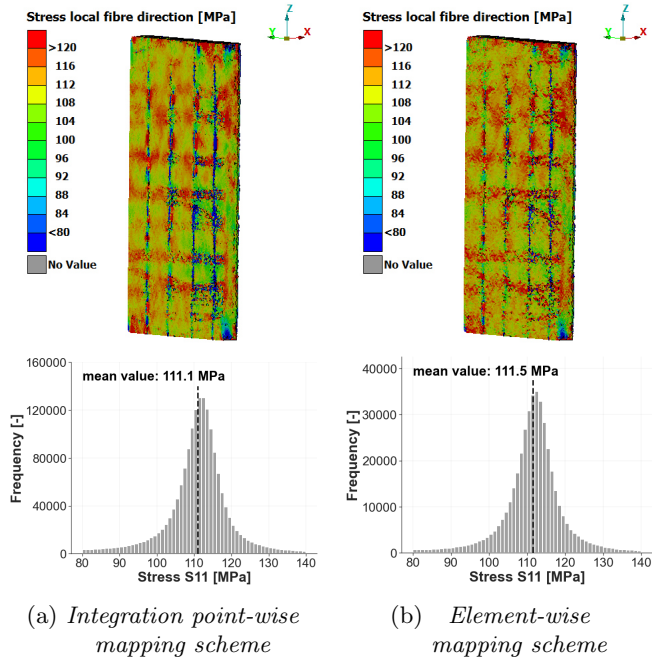 Stress local fibre direction [MPa]
>120
116
112
108
104
100
96
92
88
84
<80
No Value
Z
Y
X
Stress local fibre direction [MPa]
>120
116
112
108
104
100
96
92
88
84
<80
No Value
Z
Y
X
160000
120000
80000
40000
0
Frequency [-]
mean value: 111.1 MPa
80 90 100 110 120 130 140
Stress S11 [MPa]
40000
30000
20000
10000
0
Frequency [-]
mean value: 111.5 MPa
80 90 100 110 120 130 140
Stress S11 [MPa]
(a) Integration point-wise
mapping scheme
(b) Element-wise
mapping scheme